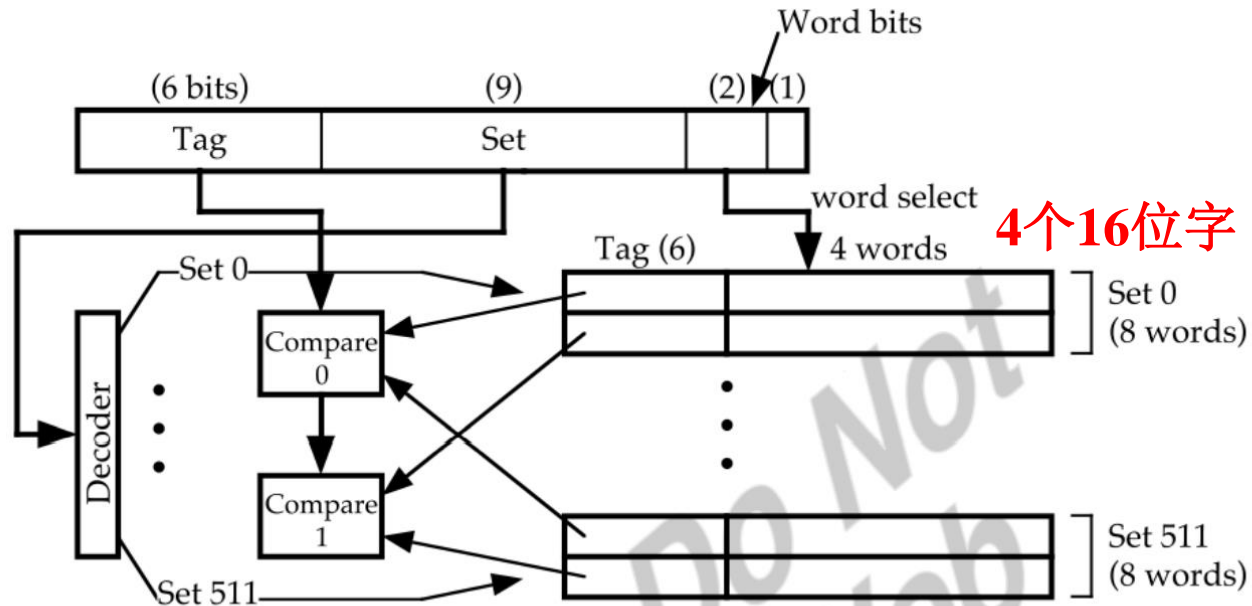 Word bits
(6 bits) (9) (2) (1)
Tag Set
word select
4个16位字
Tag (6) 4 words
Set 0
Set 0
(8 words)
Compare
0
Decoder
Compare
1
Set 511
(8 words)
Set 511
Do Not